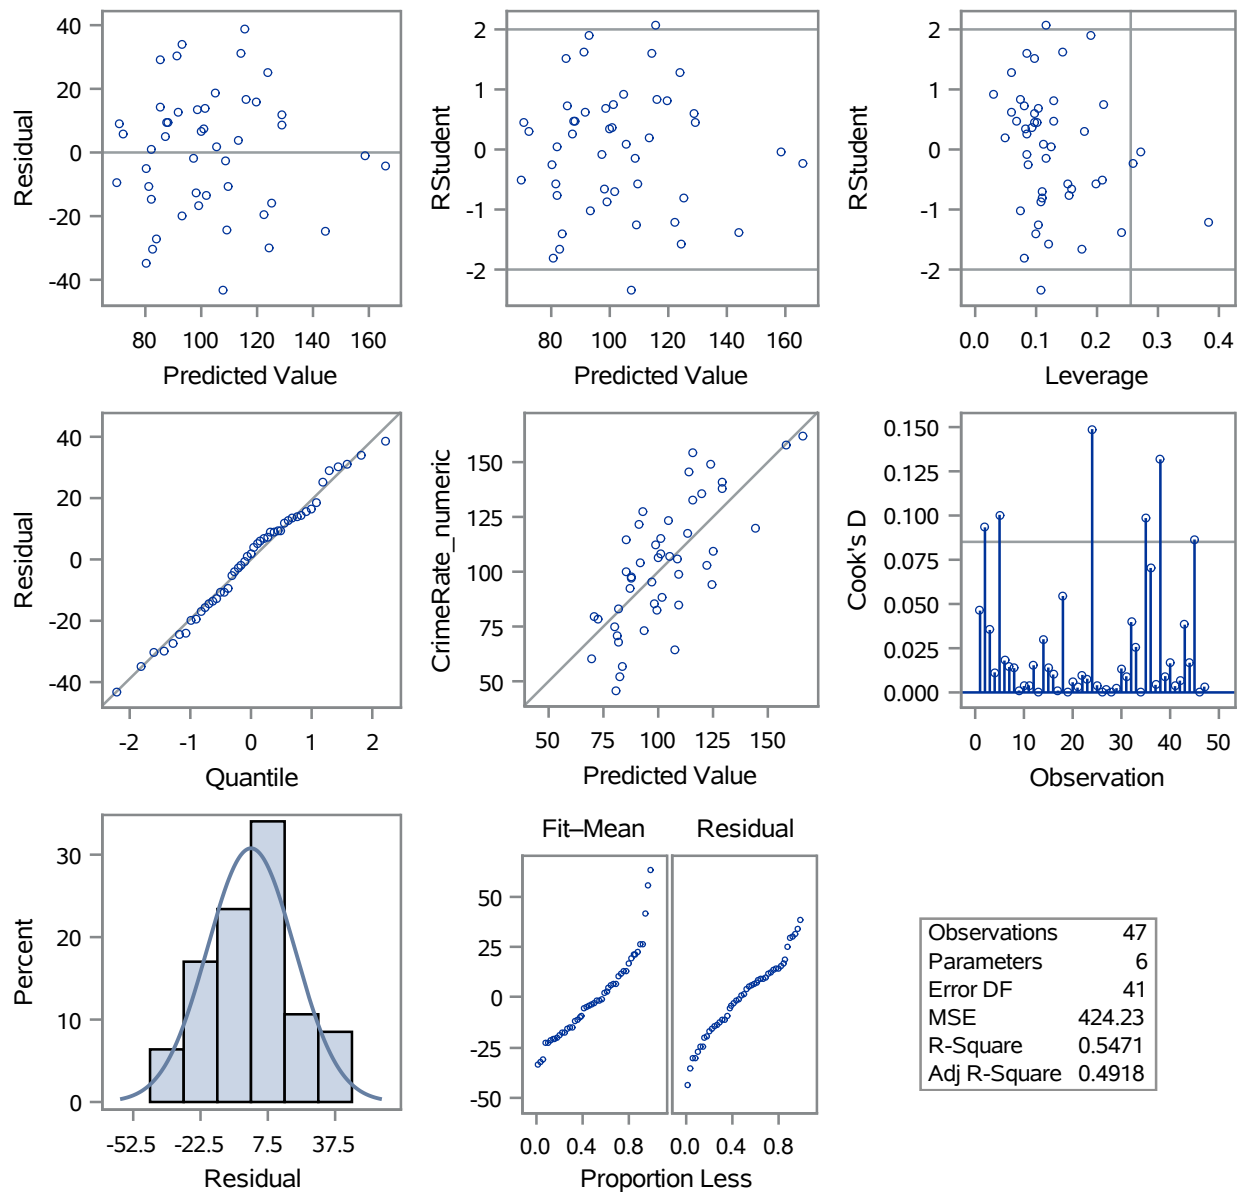 40
20
0
-20
-40
Residual
80 100 120 140 160
Predicted Value
2
1
0
-1
-2
RStudent
80 100 120 140 160
Predicted Value
2
1
0
-1
-2
RStudent
0.0 0.1 0.2 0.3 0.4
Leverage
40
20
0
-20
-40
Residual
-2 -1 0 1 2
Quantile
150
125
100
75
50
CrimeRate_numeric
50 75 100 125 150
Predicted Value
0.150
0.125
0.100
0.075
0.050
0.025
0.000
Cook's D
0 10 20 30 40 50
Observation
30
20
10
0
Percent
-52.5 -22.5 7.5 37.5
Residual
Fit–Mean Residual
50
25
0
-25
-50
0.0 0.4 0.8 0.0 0.4 0.8
Proportion Less
Observations 47
Parameters 6
Error DF 41
MSE 424.23
R-Square 0.5471
Adj R-Square 0.4918